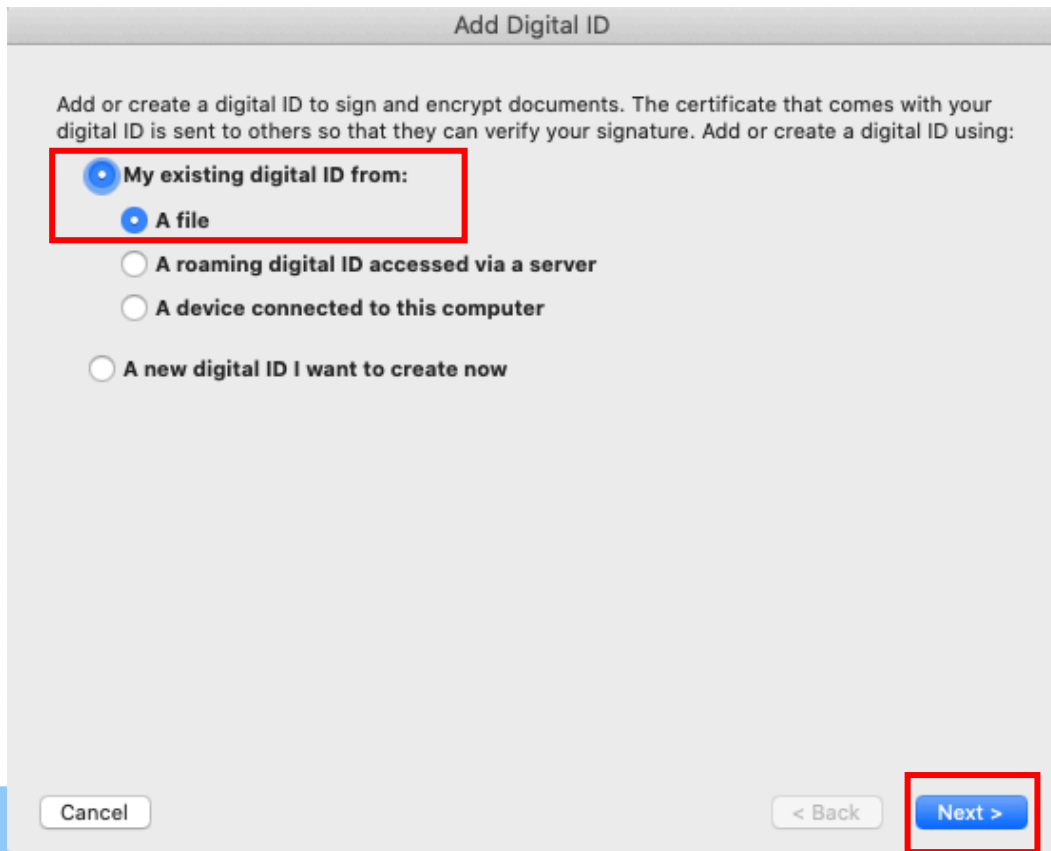 Add Digital ID
Add or create a digital ID to sign and encrypt documents. The certificate that comes with your
digital ID is sent to others so that they can verify your signature. Add or create a digital ID using:
My existing digital ID from:
A file
A roaming digital ID accessed via a server
A device connected to this computer
A new digital ID I want to create now
Cancel
< Back
Next >